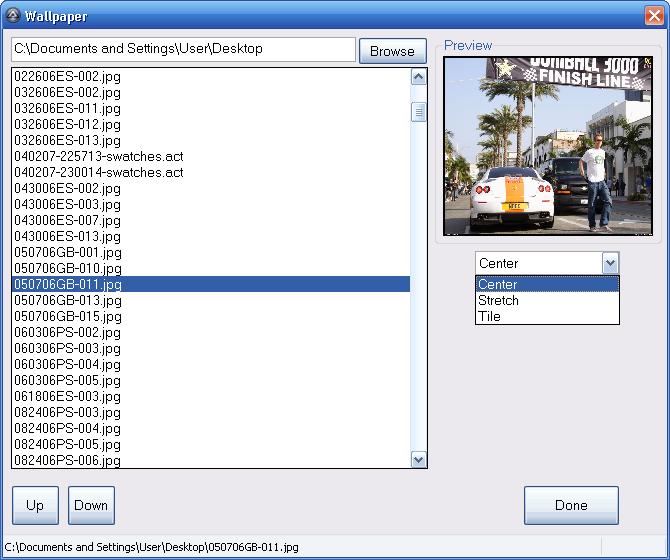 Wallpaper
C:\Documents and Settings\User\Desktop
Browse
022606ES-002.jpg
032606ES-002.jpg
032606ES-011.jpg
032606ES-012.jpg
032606ES-013.jpg
040207-225713-swatches.act
040207-230014-swatches.act
043006ES-002.jpg
043006ES-003.jpg
043006ES-007.jpg
043006ES-013.jpg
050706GB-001.jpg
050706GB-010.jpg
050706GB-011.jpg
050706GB-013.jpg
050706GB-015.jpg
060306PS-002.jpg
060306PS-003.jpg
060306PS-004.jpg
060306PS-005.jpg
061806ES-003.jpg
082406PS-003.jpg
082406PS-004.jpg
082406PS-005.jpg
082406PS-006.jpg
Preview
3000
FINISH LINE
Center
Center
Stretch
Tile
Up
Down
Done
C:\Documents and Settings\User\Desktop\050706GB-011.jpg